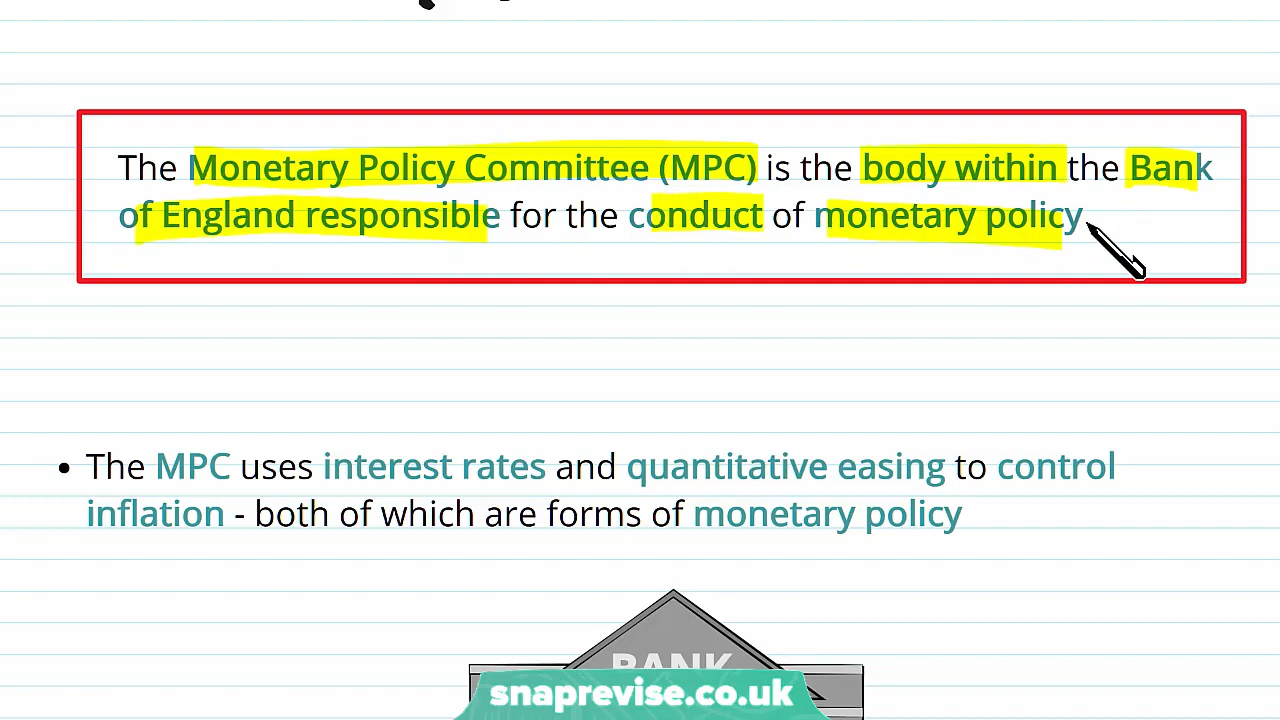 The Monetary Policy Committee (MPC) is the body within the Bank
of England responsible for the conduct of monetary policy
• The MPC uses interest rates and quantitative easing to control
inflation - both of which are forms of monetary policy
BANK
snaprevise.co.uk